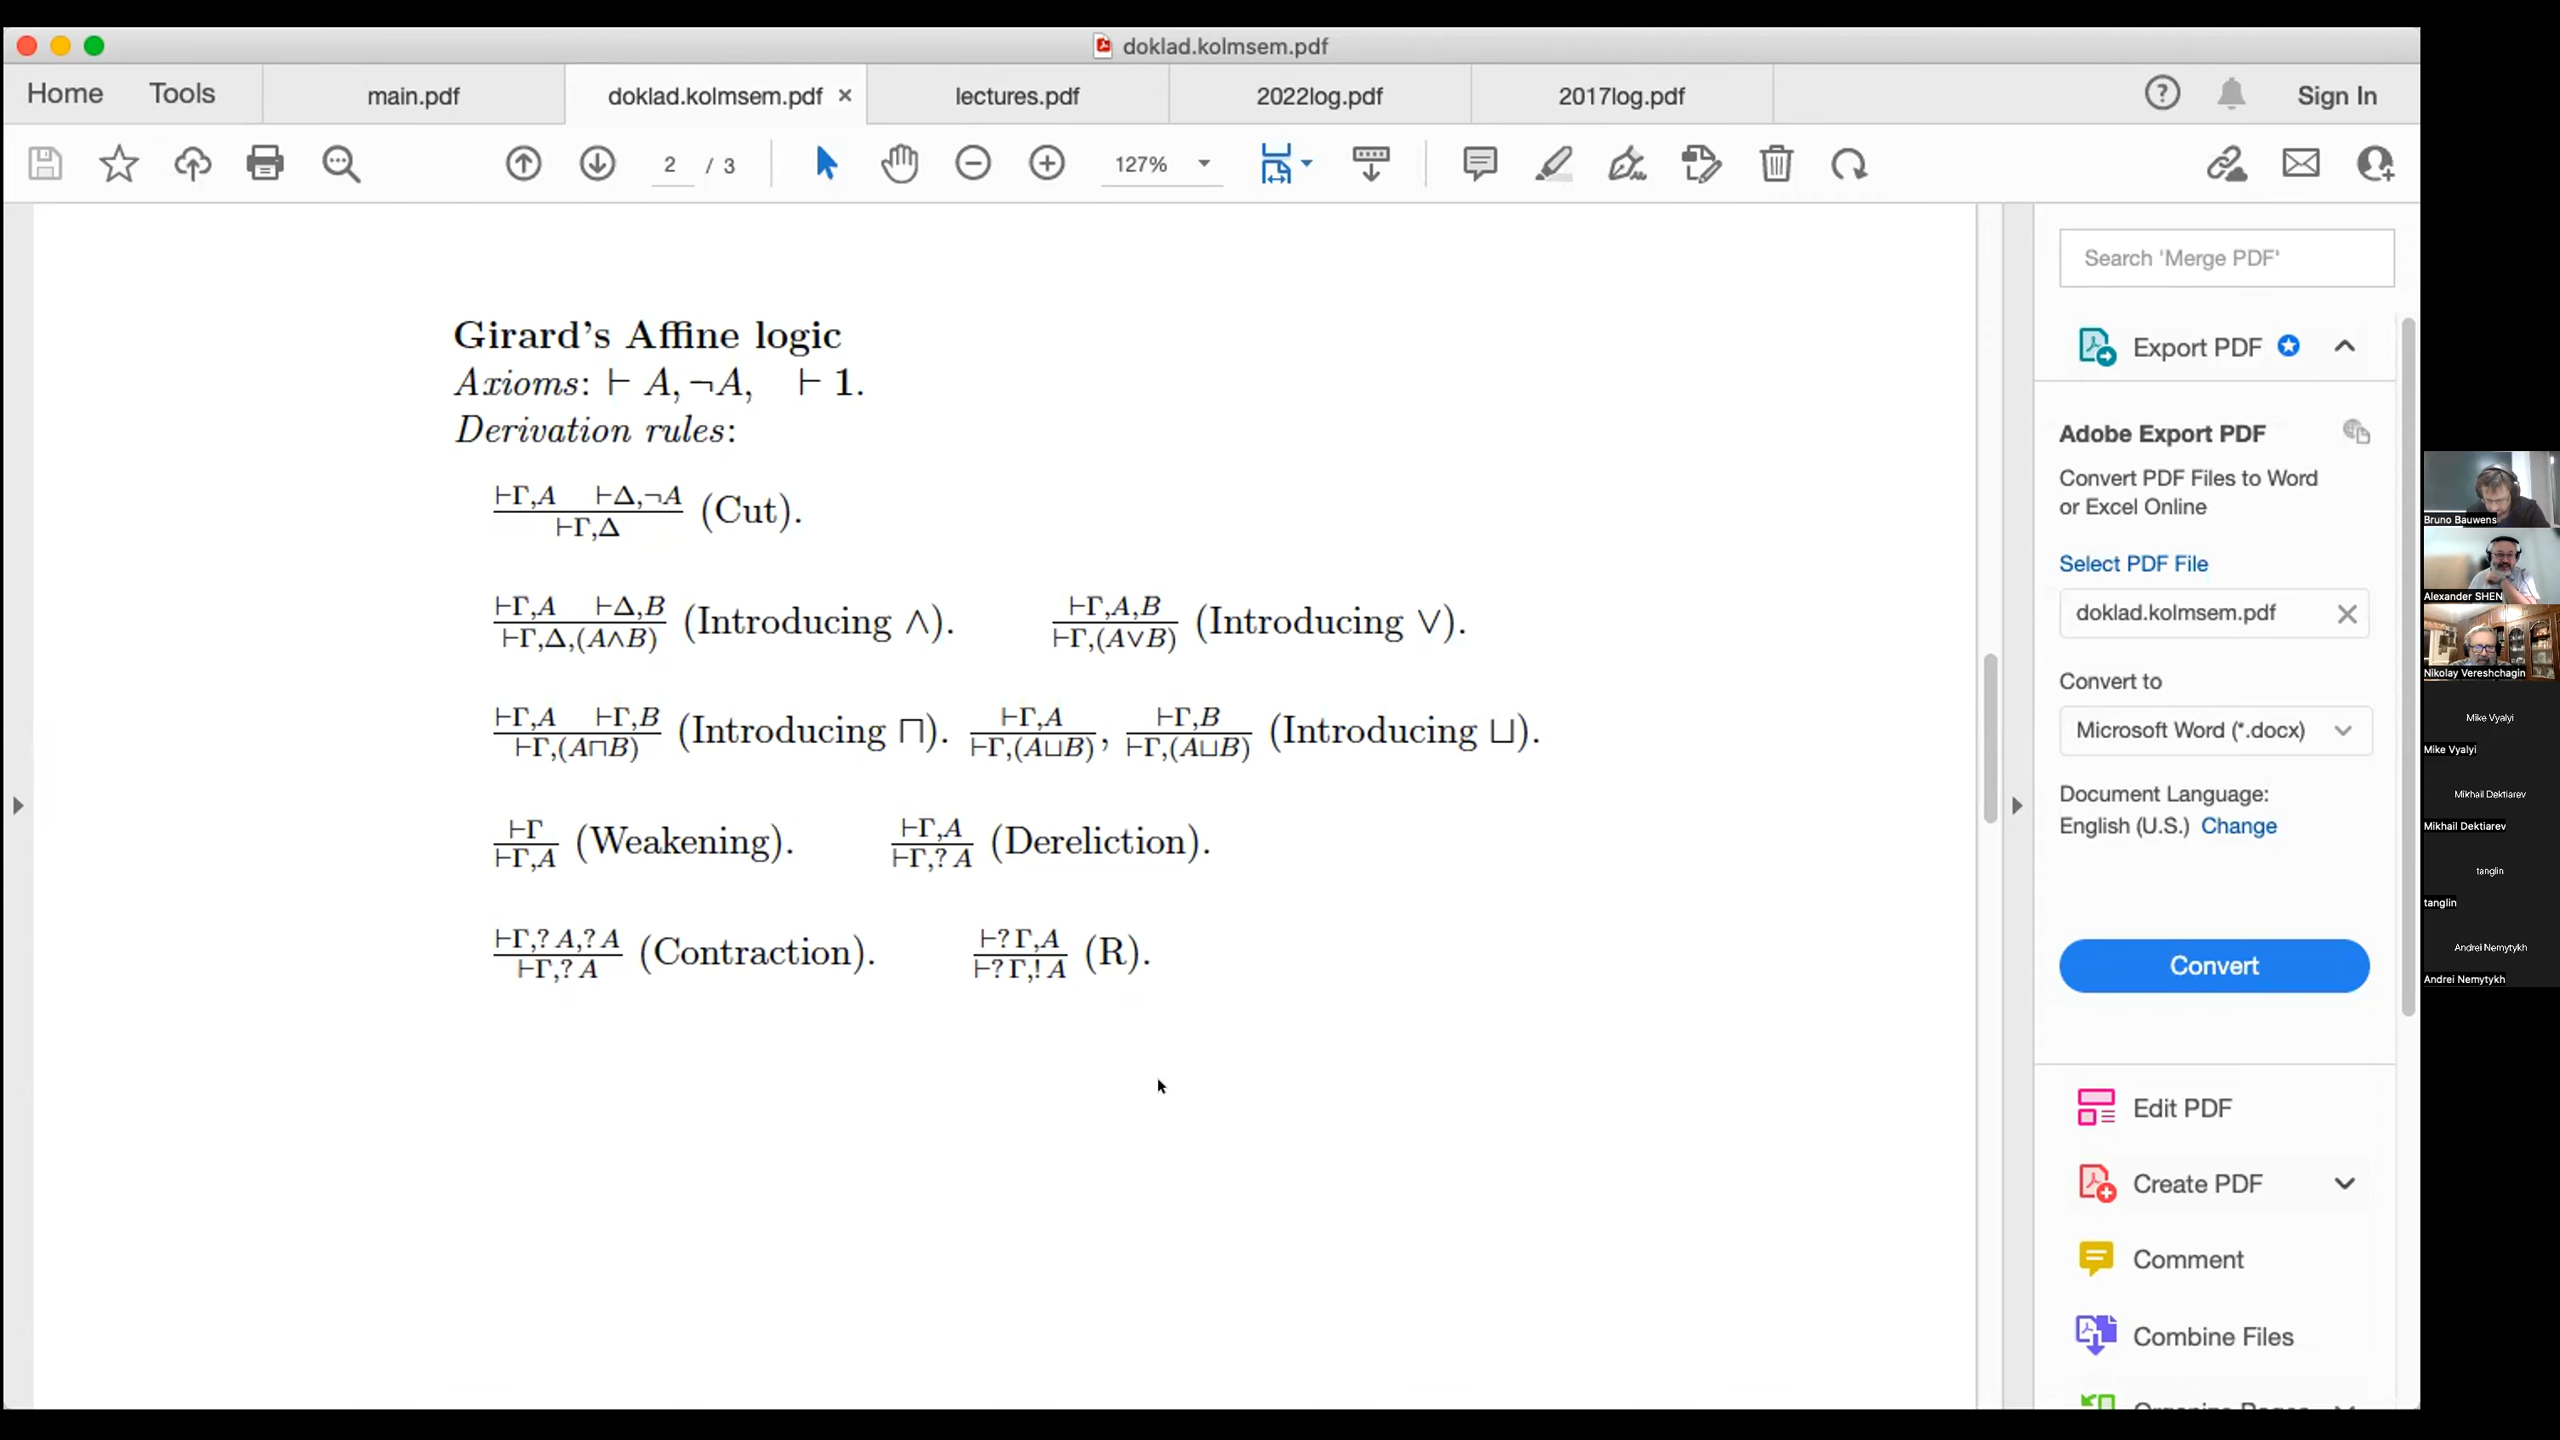 doklad.kolmsem.pdf
Home Tools main.pdf doklad.kolmsem.pdf × lectures.pdf 2022log.pdf 2017log.pdf Sign In
2 / 3 127%
Girard's Affine logic
Axioms: ⊢ A, ¬A, ⊢ 1.
Derivation rules:
⊢Γ,A ⊢Δ,¬A
⊢Γ,Δ
(Cut).
⊢Γ,A ⊢Δ,B
⊢Γ,Δ,(A∧B)
(Introducing ∧).
⊢Γ,A,B
⊢Γ,(A∨B)
(Introducing ∨).
⊢Γ,A ⊢Γ,B
⊢Γ,(A⊓B)
(Introducing ⊓).
⊢Γ,A
⊢Γ,(A⊔B)
,
⊢Γ,B
⊢Γ,(A⊔B)
(Introducing ⊔).
⊢Γ
⊢Γ,A
(Weakening).
⊢Γ,A
⊢Γ,? A
(Dereliction).
⊢Γ,? A,? A
⊢Γ,? A
(Contraction).
⊢? Γ,A
⊢? Γ,! A
(R).
Search 'Merge PDF'
Export PDF
Adobe Export PDF
Convert PDF Files to Word
or Excel Online
Select PDF File
doklad.kolmsem.pdf
Convert to
Microsoft Word (*.docx)
Document Language:
English (U.S.) Change
Convert
Edit PDF
Create PDF
Comment
Combine Files
Organize Pages
Bruno Bauwens
Alexander SHEN
Nikolay Vereshchagin
Mike Vyalyi
Mike Vyalyi
Mikhail Dektiarev
Mikhail Dektiarev
tanglin
tanglin
Andrei Nemytykh
Andrei Nemytykh